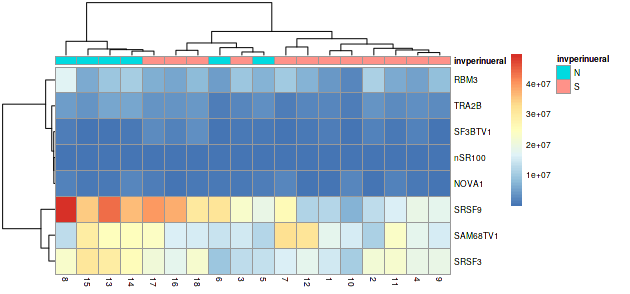 invperinueral
invperinueral
N
S
RBM3
TRA2B
SF3BTV1
nSR100
NOVA1
SRSF9
SAM68TV1
SRSF3
4e+07
3e+07
2e+07
1e+07
8 15 13 14 17 16 18 6 3 5 7 12 1 10 2 11 4 9